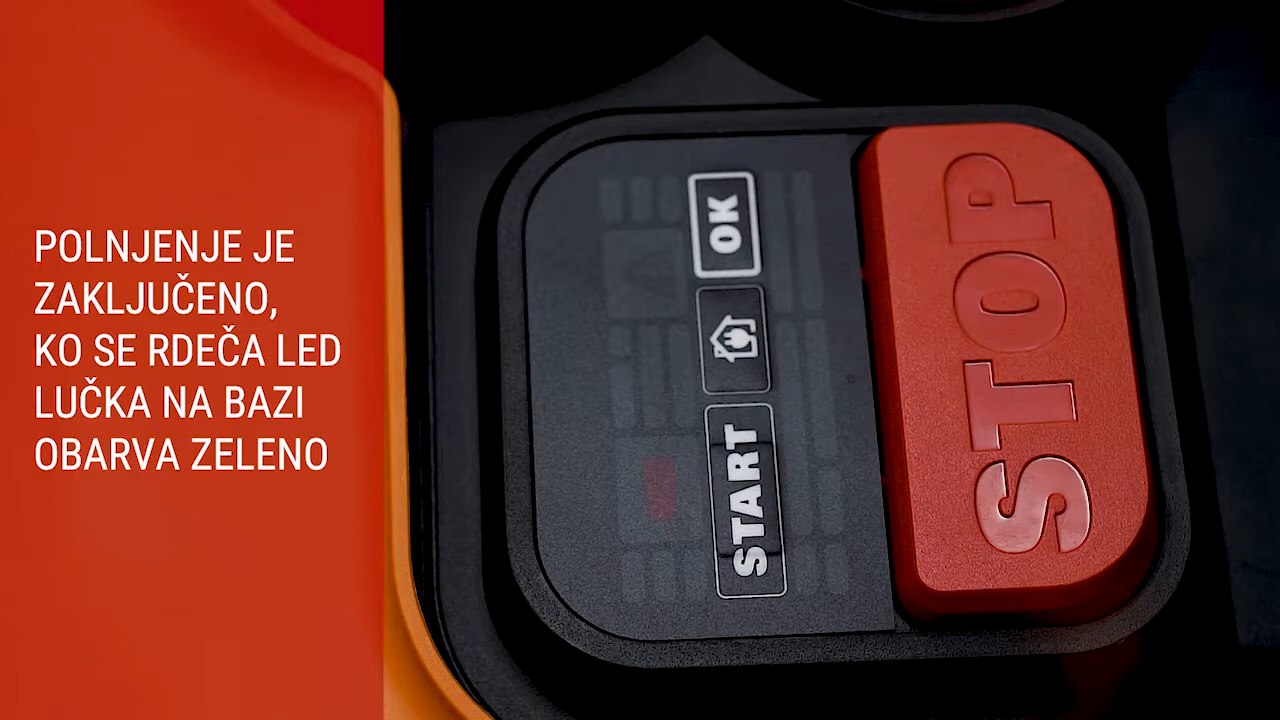 POLNJENJE JE
ZAKLJUČENO,
KO SE RDEČA LED
LUČKA NA BAZI
OBARVA ZELENO
START
OK
STOP